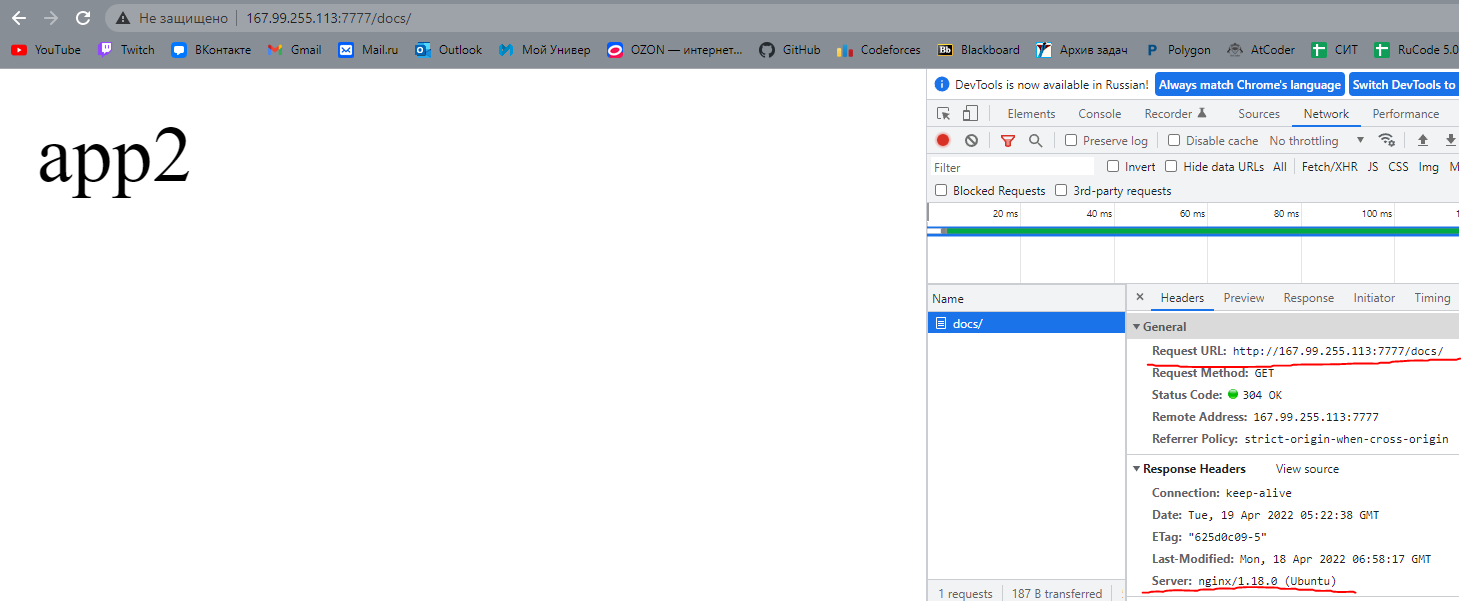 Не защищено 167.99.255.113:7777/docs/
YouTube Twitch ВКонтакте Gmail Mail.ru Outlook Мой Универ OZON — интернет... GitHub Codeforces Bb Blackboard Архив задач Polygon AtCoder СИТ RuCode 5.0
app2
DevTools is now available in Russian! Always match Chrome's language Switch DevTools to
Elements Console Recorder Sources Network Performance
Preserve log Disable cache No throttling
Filter Invert Hide data URLs All Fetch/XHR JS CSS Img M
Blocked Requests 3rd-party requests
20 ms 40 ms 60 ms 80 ms 100 ms
Name
docs/
1 requests 187 B transferred
Headers Preview Response Initiator Timing
General
Request URL: http://167.99.255.113:7777/docs/
Request Method: GET
Status Code: 304 OK
Remote Address: 167.99.255.113:7777
Referrer Policy: strict-origin-when-cross-origin
Response Headers View source
Connection: keep-alive
Date: Tue, 19 Apr 2022 05:22:38 GMT
ETag: "625d0c09-5"
Last-Modified: Mon, 18 Apr 2022 06:58:17 GMT
Server: nginx/1.18.0 (Ubuntu)